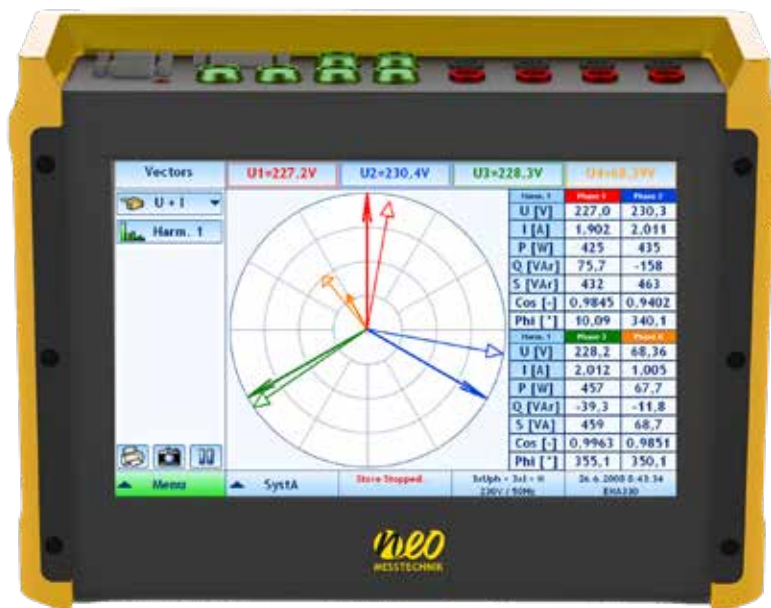 Vectors U1=227,2V U2=230,4V U3=228,3V U4=68,39V
U + I
Harm. 1
Harm. 1 Phase 1 Phase 2
U [V] 227,0 230,3
I [A] 1,902 2,011
P [W] 425 435
Q [VAr] 75,7 -158
S [VAr] 432 463
Cos [-] 0,9845 0,9402
Phi [°] 10,09 340,1
Harm. 1 Phase 3 Phase 4
U [V] 228,2 68,36
I [A] 2,012 1,005
P [W] 457 67,7
Q [VAr] -39,3 -11,8
S [VA] 459 68,7
Cos [-] 0,9963 0,9851
Phi [°] 355,1 350,1
Menu SystA Store Stopped 26.6.2008 8:43:34
230V / 50Hz
neo
MESSTECHNIK